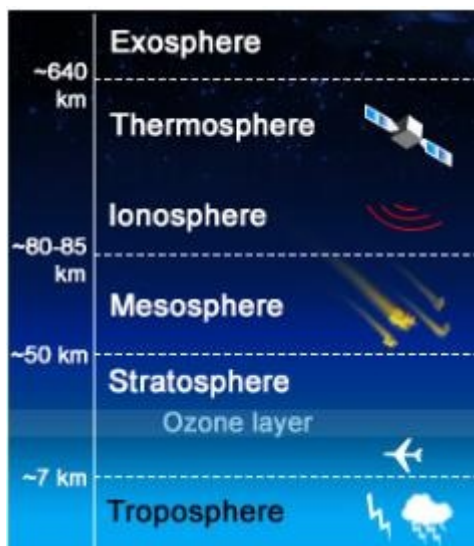 Exosphere
~640
km
Thermosphere
Ionosphere
~80-85
km
Mesosphere
~50 km
Stratosphere
Ozone layer
~7 km
Troposphere